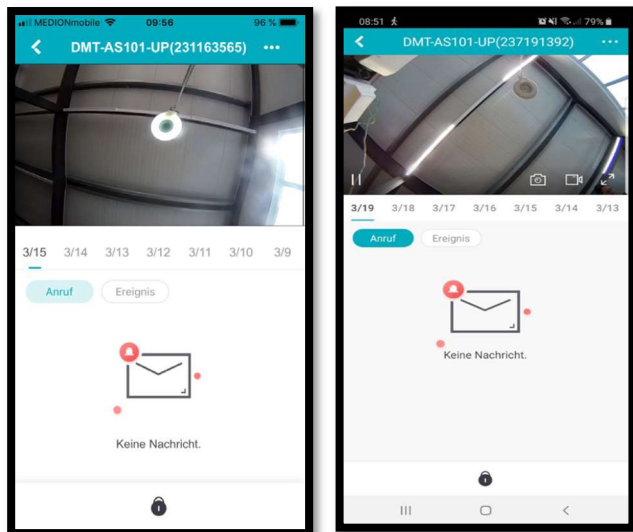 MEDIONmobile 09:56 96 %
DMT-AS101-UP(231163565)
3/15 3/14 3/13 3/12 3/11 3/10 3/9
Anruf Ereignis
Keine Nachricht.
08:51 79%
DMT-AS101-UP(237191392)
3/19 3/18 3/17 3/16 3/15 3/14 3/13
Anruf Ereignis
Keine Nachricht.